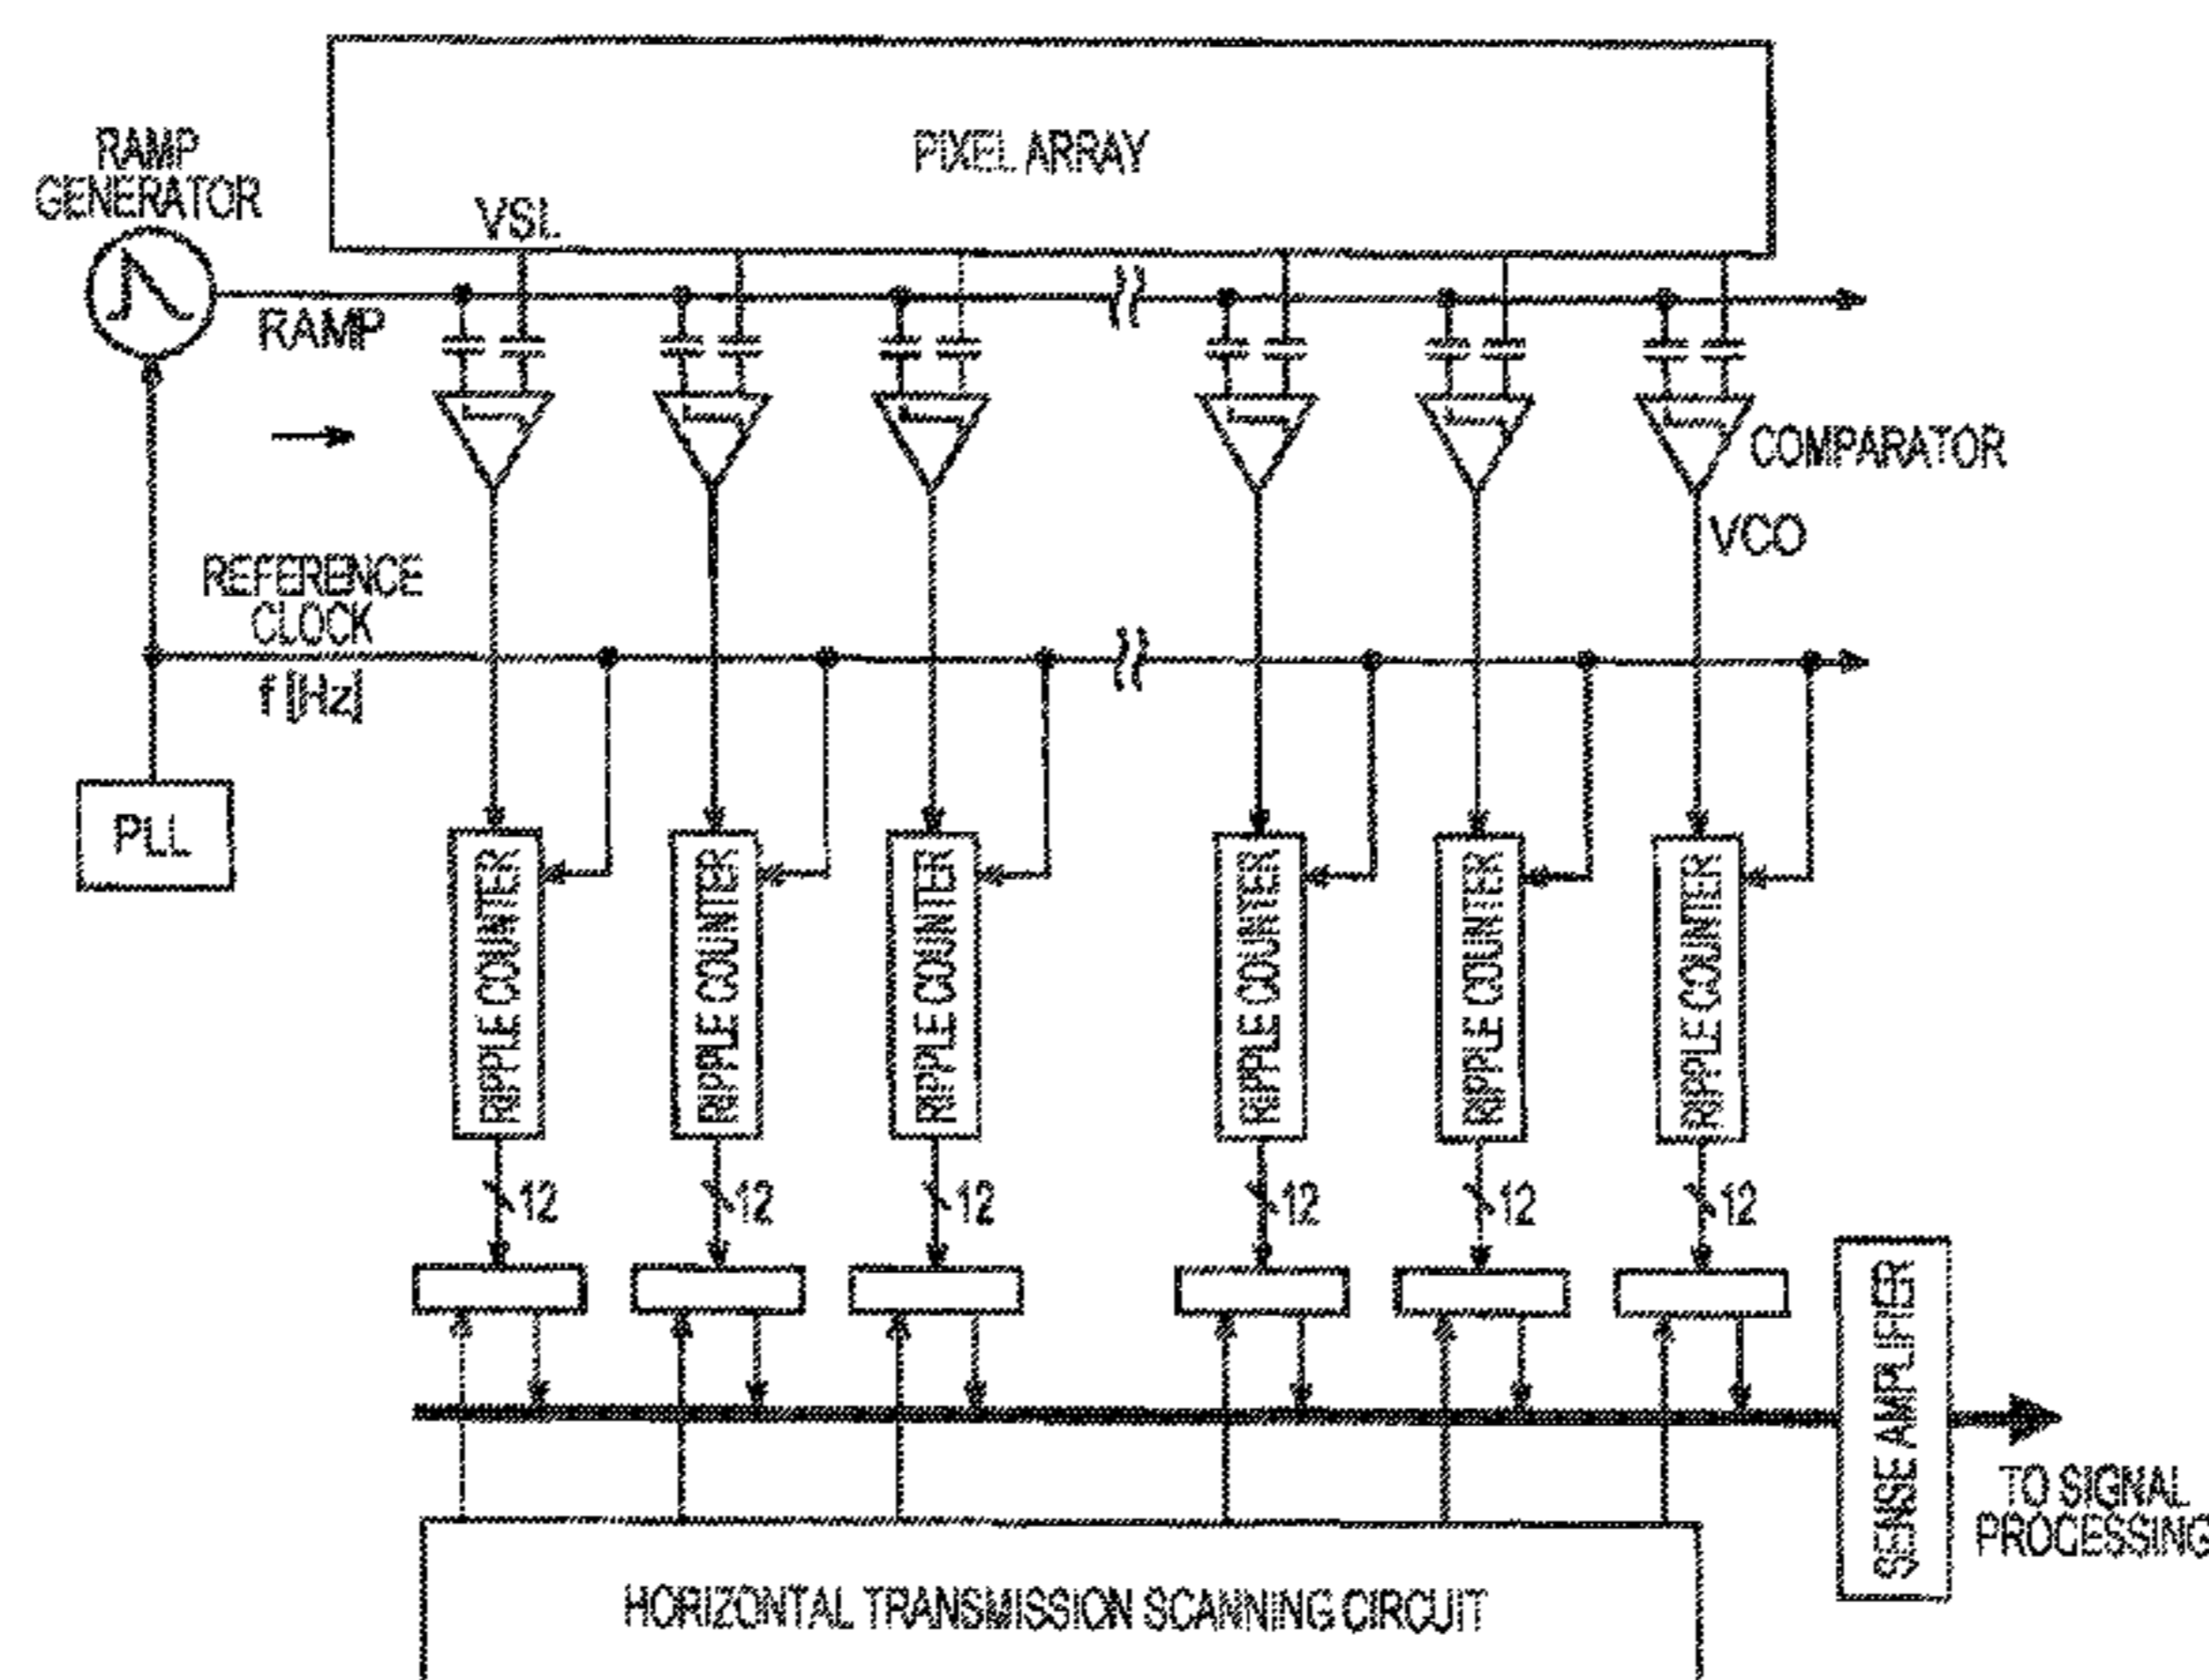 PIXEL ARRAY
RAMP
GENERATOR
VSL
RAMP
COMPARATOR
VCO
REFERENCE
CLOCK
f [Hz]
PLL
RIPPLE COUNTER
RIPPLE COUNTER
RIPPLE COUNTER
RIPPLE COUNTER
RIPPLE COUNTER
RIPPLE COUNTER
12
12
12
12
12
12
SENSE AMPLIFIER
TO SIGNAL
PROCESSING
HORIZONTAL TRANSMISSION SCANNING CIRCUIT